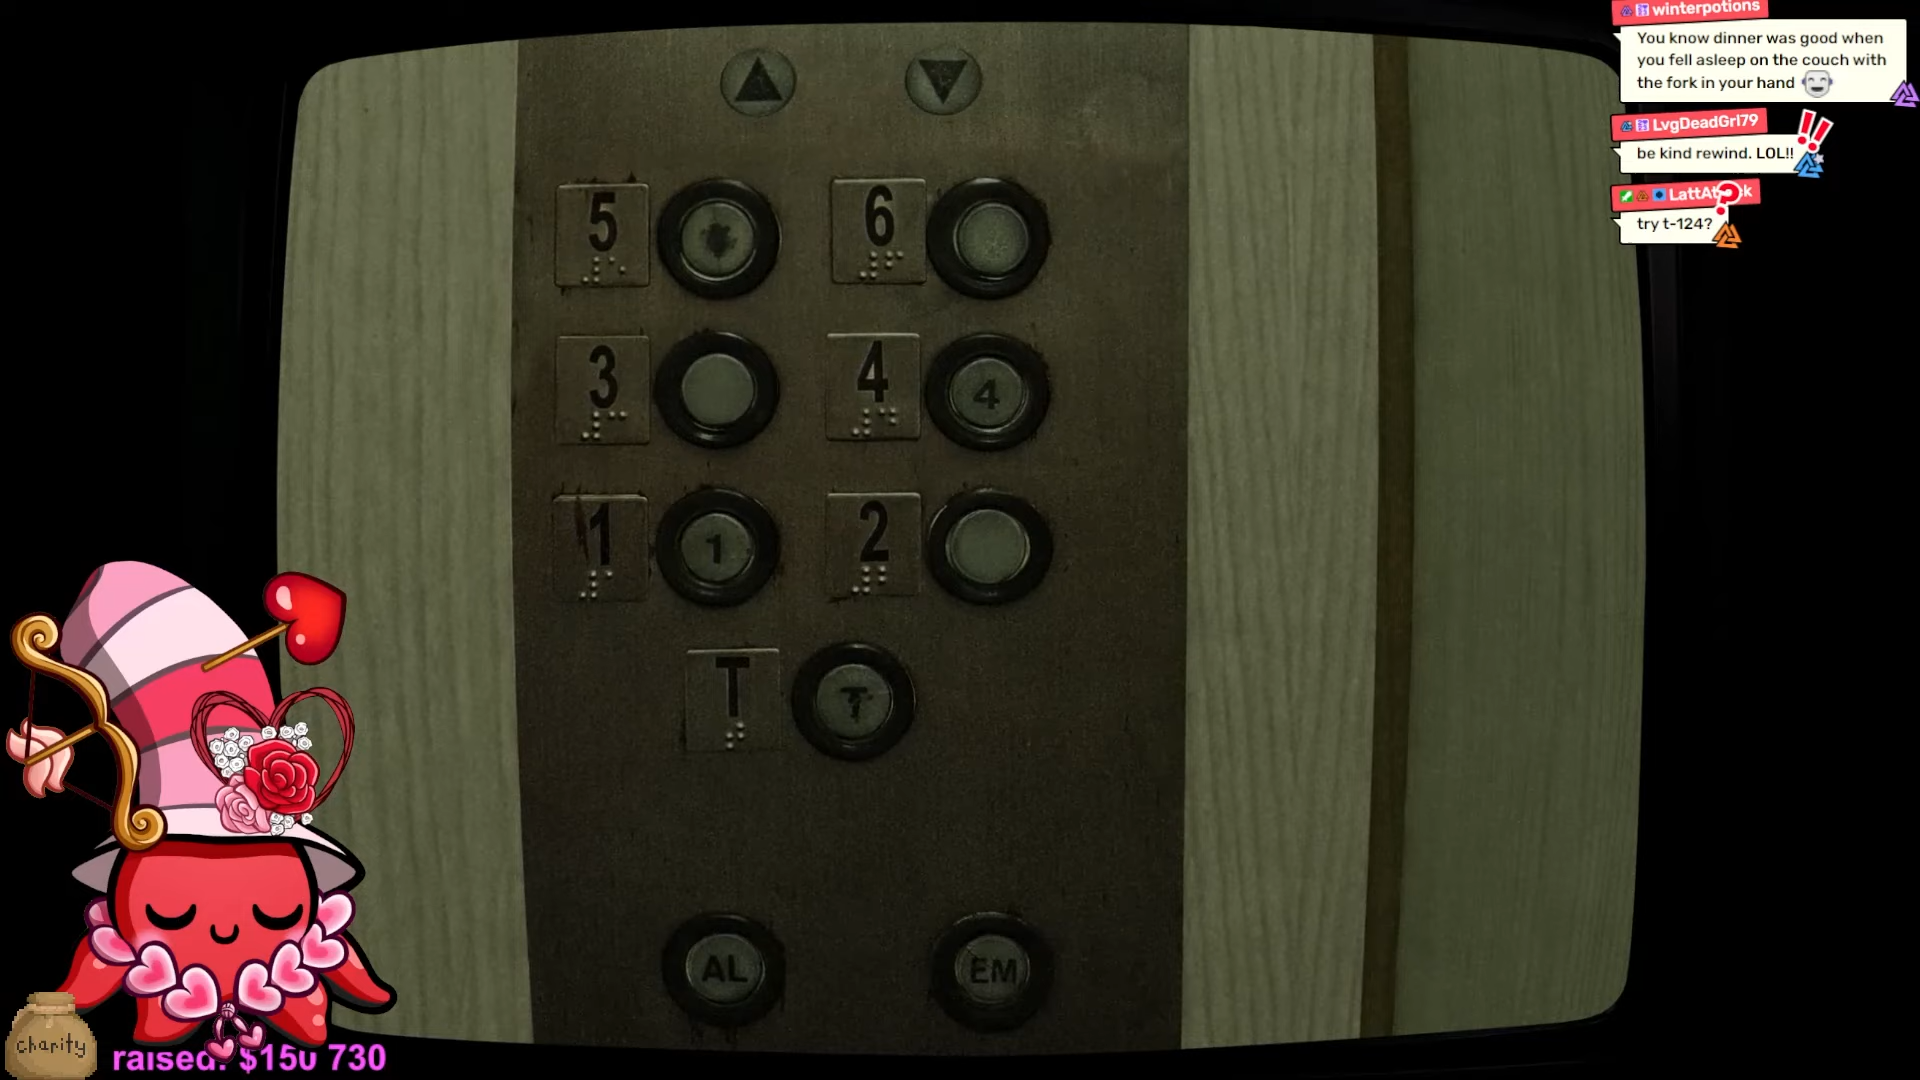 5
6
3
4
4
1
1
2
T
T
AL
EM
winterpotions
You know dinner was good when
you fell asleep on the couch with
the fork in your hand
LvgDeadGrl79
be kind rewind. LOL!!
try t-124?
charity
raised: $150 730